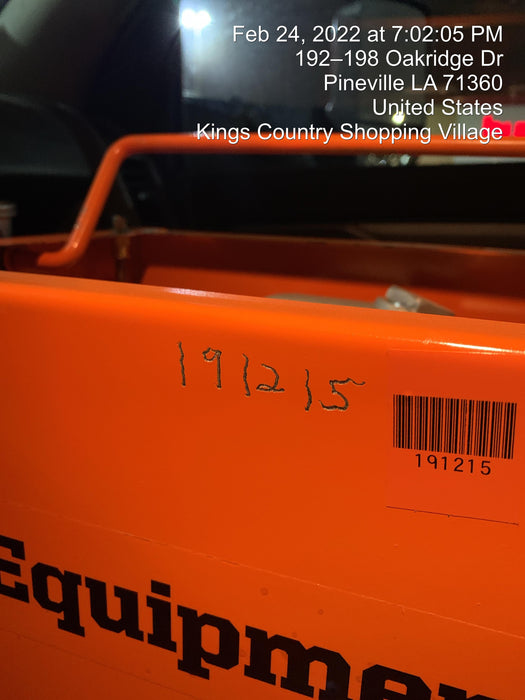 Feb 24, 2022 at 7:02:05 PM
192–198 Oakridge Dr
Pineville LA 71360
United States
Kings Country Shopping Village
191215
191215
Equipmen